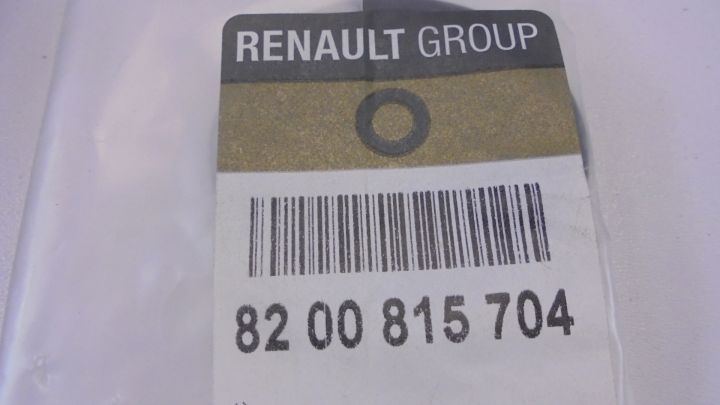 RENAULT GROUP
82 00 815 704